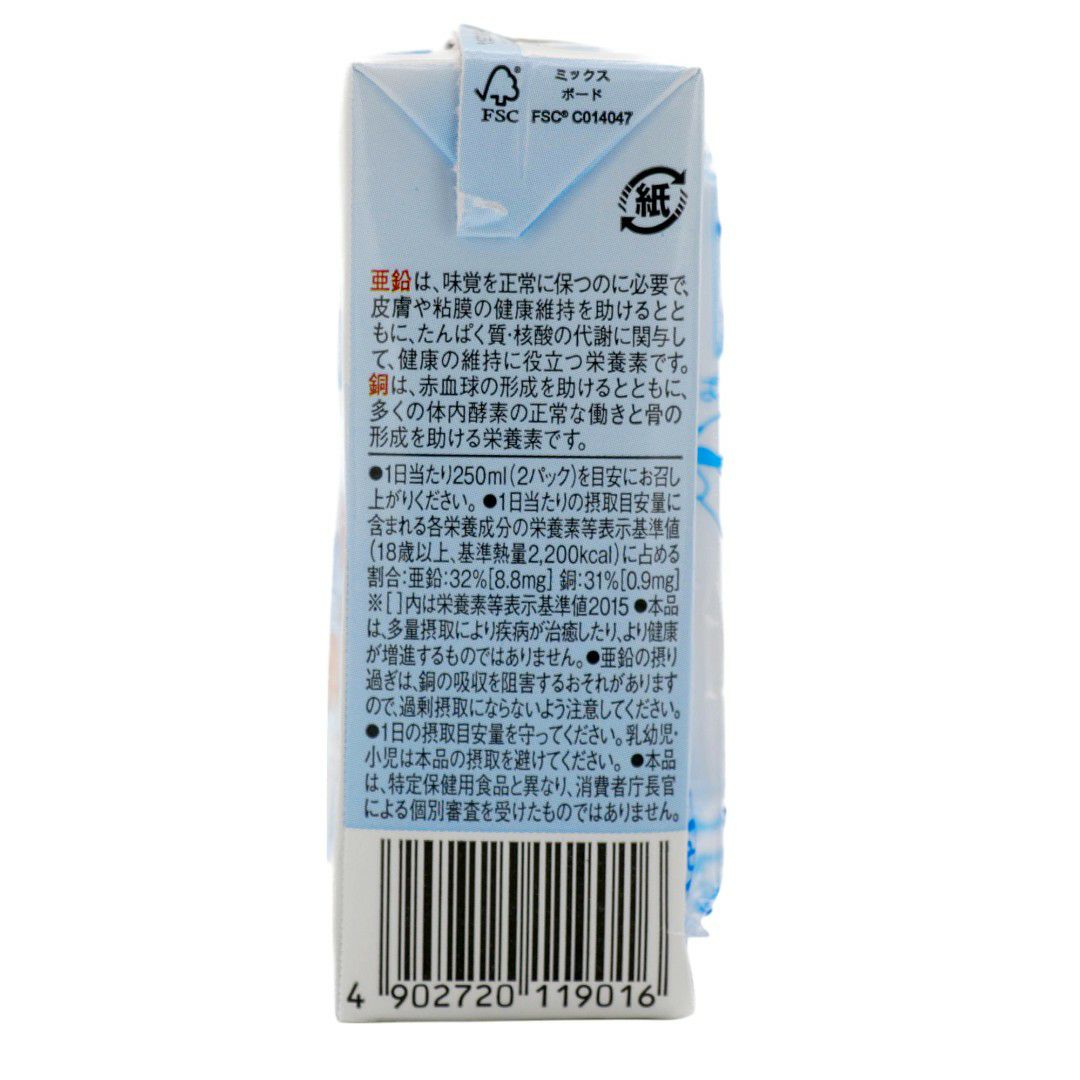 FSC®
ミックス
ボード
FSC® C014047
紙
亜鉛は、味覚を正常に保つのに必要で、
皮膚や粘膜の健康維持を助けるとと
もに、たんぱく質・核酸の代謝に関与し
て、健康の維持に役立つ栄養素です。
銅は、赤血球の形成を助けるとともに、
多くの体内酵素の正常な働きと骨の
形成を助ける栄養素です。
●1日当たり250ml(2パック)を目安にお召し
上がりください。●1日当たりの摂取目安量に
含まれる各栄養成分の栄養素等表示基準値
(18歳以上、基準熱量2,200kcal)に占める
割合:亜鉛:32%[8.8mg] 銅:31%[0.9mg]
※[ ]内は栄養素等表示基準値2015 ●本品
は、多量摂取により疾病が治癒したり、より健康
が増進するものではありません。●亜鉛の摂り
過ぎは、銅の吸収を阻害するおそれがあります
ので、過剰摂取にならないよう注意してください。
●1日の摂取目安量を守ってください。乳幼児・
小児は本品の摂取を避けてください。●本品
は、特定保健用食品と異なり、消費者庁長官
による個別審査を受けたものではありません。
4 902720 119016